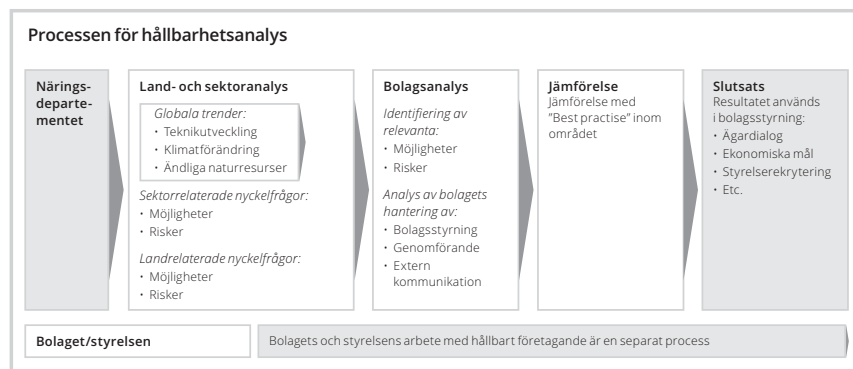 Processen för hållbarhetsanalys
Närings-
departe-
mentet
Land- och sektoranalys
Globala trender:
• Teknikutveckling
• Klimatförändring
• Ändliga naturresurser
Sektorrelaterade nyckelfrågor:
• Möjligheter
• Risker
Landrelaterade nyckelfrågor:
• Möjligheter
• Risker
Bolagsanalys
Identifiering av
relevanta:
• Möjligheter
• Risker
Analys av bolagets
hantering av:
• Bolagsstyrning
• Genomförande
• Extern
kommunikation
Jämförelse
Jämförelse med
”Best practise” inom
området
Slutsats
Resultatet används
i bolagsstyrning:
• Ägardialog
• Ekonomiska mål
• Styrelserekrytering
• Etc.
Bolaget/styrelsen
Bolagets och styrelsens arbete med hållbart företagande är en separat process